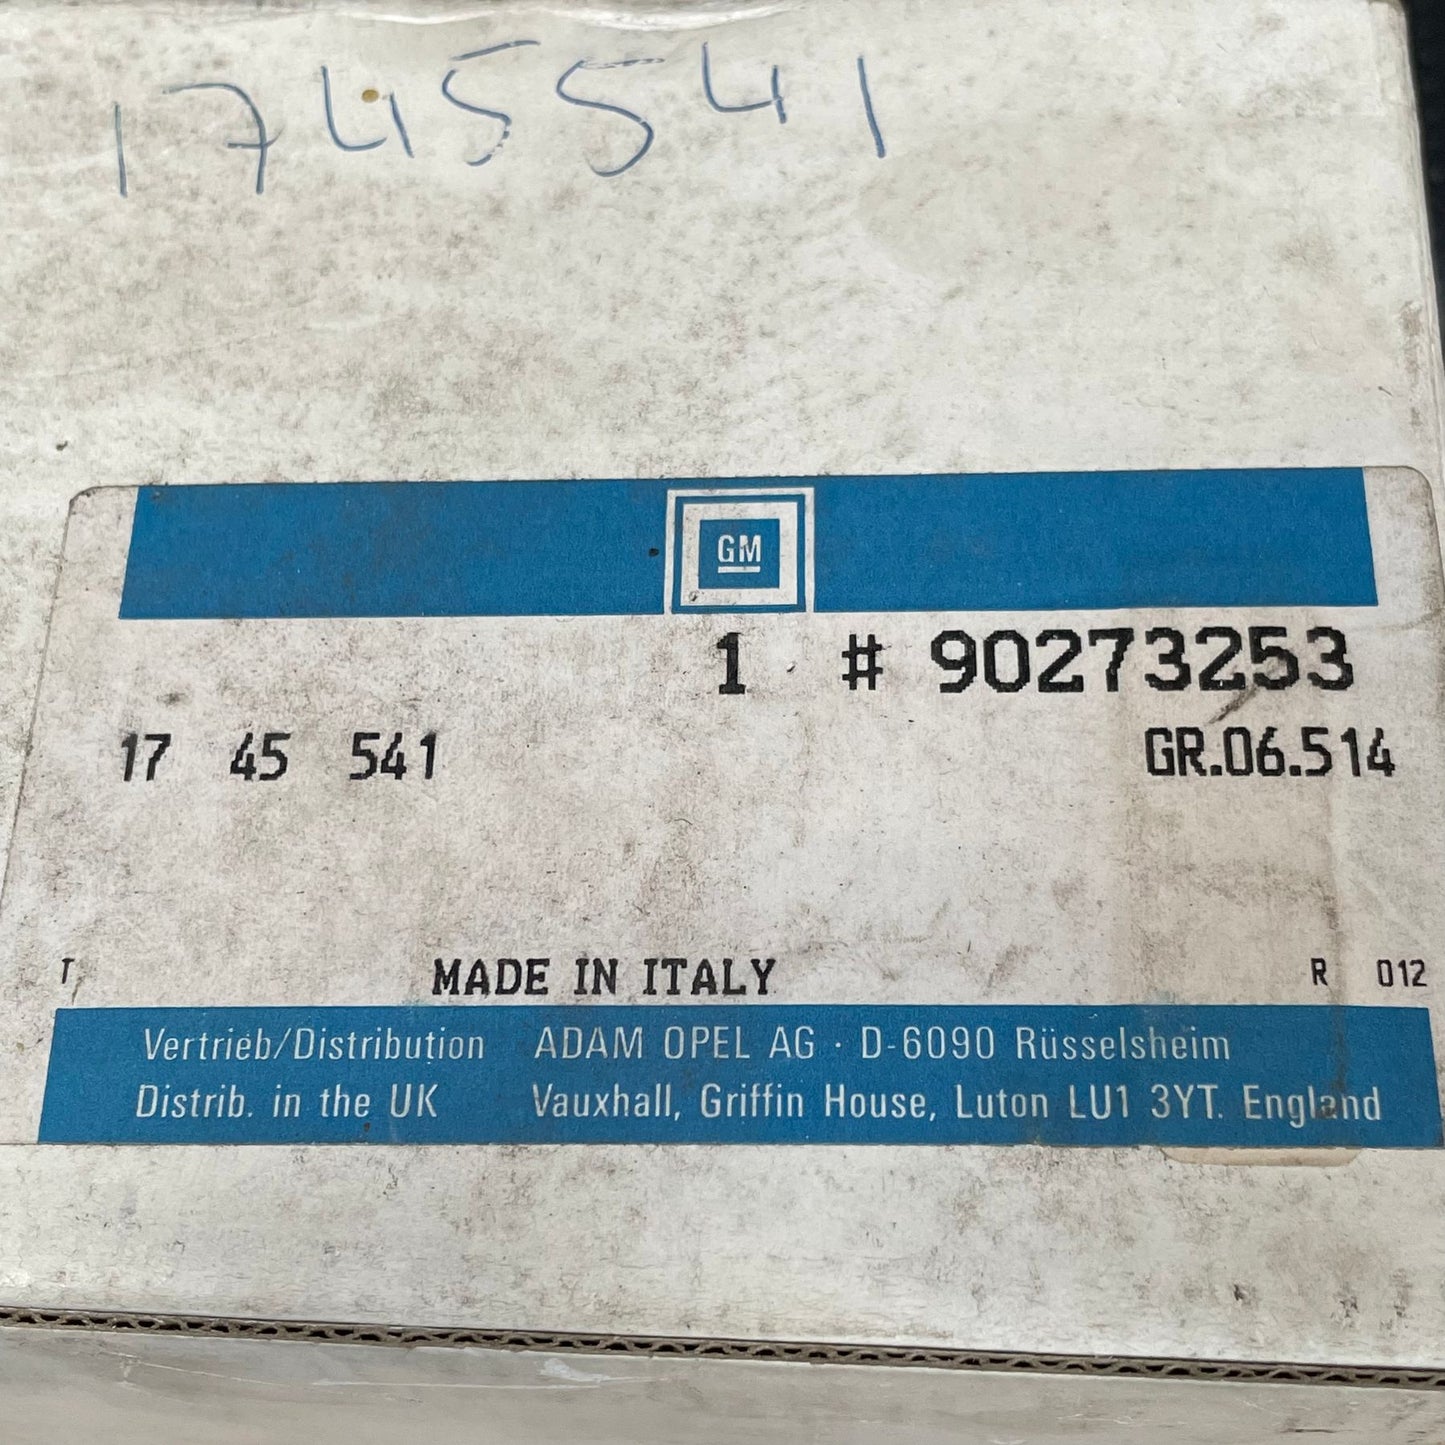 1745541
GM
1 # 90273253
17 45 541 GR.06.514
T MADE IN ITALY R 012
Vertrieb/Distribution ADAM OPEL AG · D-6090 Rüsselsheim
Distrib. in the UK Vauxhall, Griffin House, Luton LU1 3YT. England